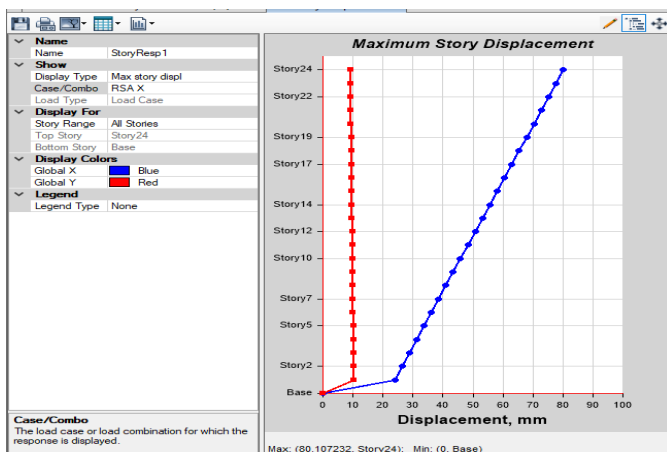 Name
Name StoryResp1
Show
Display Type Max story displ
Case/Combo RSA X
Load Type Load Case
Display For
Story Range All Stories
Top Story Story24
Bottom Story Base
Display Colors
Global X Blue
Global Y Red
Legend
Legend Type None
Case/Combo
The load case or load combination for which the
response is displayed.
Maximum Story Displacement
Story24
Story22
Story19
Story17
Story14
Story12
Story10
Story7
Story5
Story2
Base
0 10 20 30 40 50 60 70 80 90 100
Displacement, mm
Max: (80.107232, Story24); Min: (0, Base)